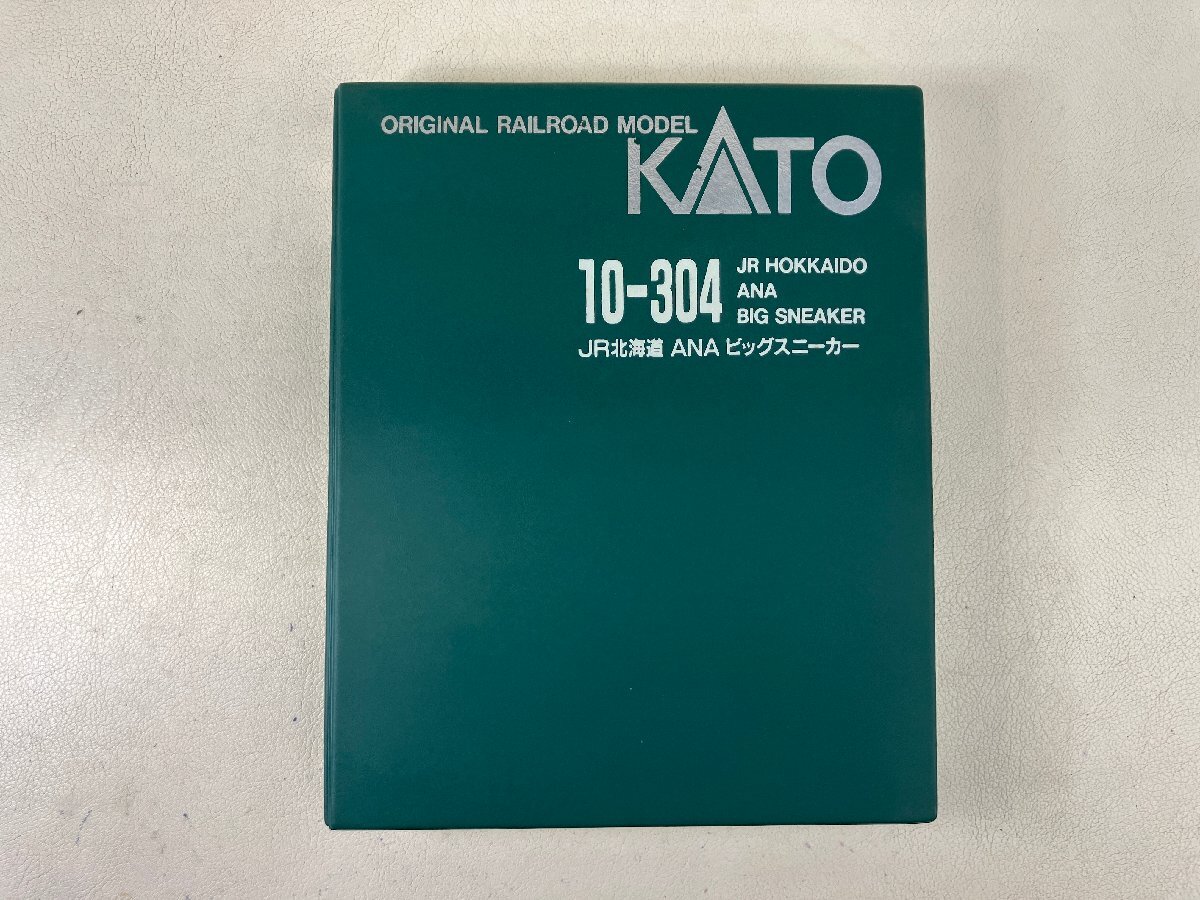 ORIGINAL RAILROAD MODEL
KATO
10-304
JR HOKKAIDO
ANA
BIG SNEAKER
JR北海道 ANA ビッグスニーカー